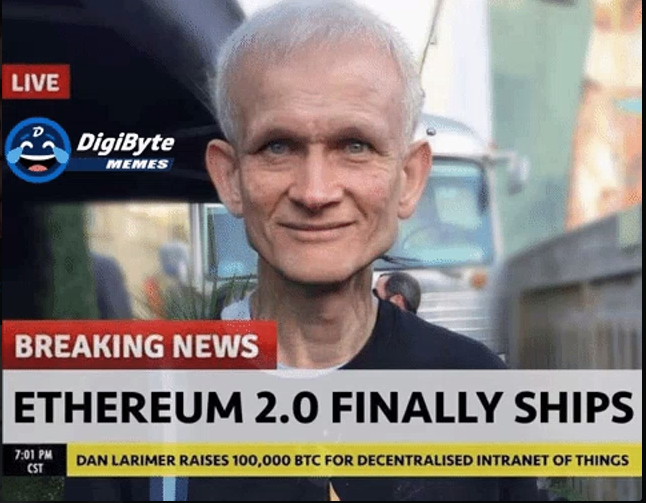 LIVE
D
DigiByte
MEMES
BREAKING NEWS
ETHEREUM 2.0 FINALLY SHIPS
7:01 PM
CST
DAN LARIMER RAISES 100,000 BTC FOR DECENTRALISED INTRANET OF THINGS